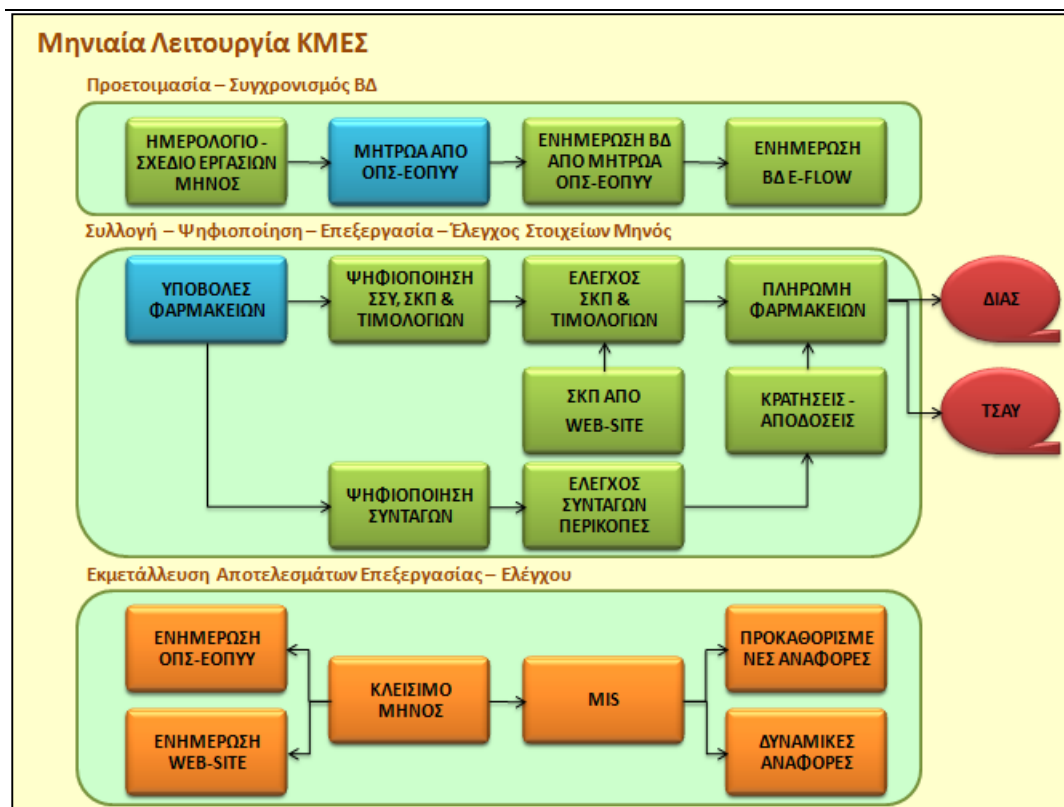 Μηνιαία Λειτουργία ΚΜΕΣ
Προετοιμασία – Συγχρονισμός ΒΔ
ΗΜΕΡΟΛΟΓΙΟ -
ΣΧΕΔΙΟ ΕΡΓΑΣΙΩΝ
ΜΗΝΟΣ
ΜΗΤΡΩΑ ΑΠΟ
ΟΠΣ-ΕΟΠΥΥ
ΕΝΗΜΕΡΩΣΗ ΒΔ
ΑΠΟ ΜΗΤΡΩΑ
ΟΠΣ-ΕΟΠΥΥ
ΕΝΗΜΕΡΩΣΗ
ΒΔ E-FLOW
Συλλογή – Ψηφιοποίηση – Επεξεργασία – Έλεγχος Στοιχείων Μηνός
ΥΠΟΒΟΛΕΣ
ΦΑΡΜΑΚΕΙΩΝ
ΨΗΦΙΟΠΟΙΗΣΗ
ΣΣΥ, ΣΚΠ &
ΤΙΜΟΛΟΓΙΩΝ
ΕΛΕΓΧΟΣ
ΣΚΠ &
ΤΙΜΟΛΟΓΙΩΝ
ΠΛΗΡΩΜΗ
ΦΑΡΜΑΚΕΙΩΝ
ΔΙΑΣ
ΣΚΠ ΑΠΟ
WEB-SITE
ΚΡΑΤΗΣΕΙΣ -
ΑΠΟΔΟΣΕΙΣ
ΤΣΑΥ
ΨΗΦΙΟΠΟΙΗΣΗ
ΣΥΝΤΑΓΩΝ
ΕΛΕΓΧΟΣ
ΣΥΝΤΑΓΩΝ
ΠΕΡΙΚΟΠΕΣ
Εκμετάλλευση Αποτελεσμάτων Επεξεργασίας – Ελέγχου
ΕΝΗΜΕΡΩΣΗ
ΟΠΣ-ΕΟΠΥΥ
ΕΝΗΜΕΡΩΣΗ
WEB-SITE
ΚΛΕΙΣΙΜΟ
ΜΗΝΟΣ
MIS
ΠΡΟΚΑΘΟΡΙΣΜΕ
ΝΕΣ ΑΝΑΦΟΡΕΣ
ΔΥΝΑΜΙΚΕΣ
ΑΝΑΦΟΡΕΣ